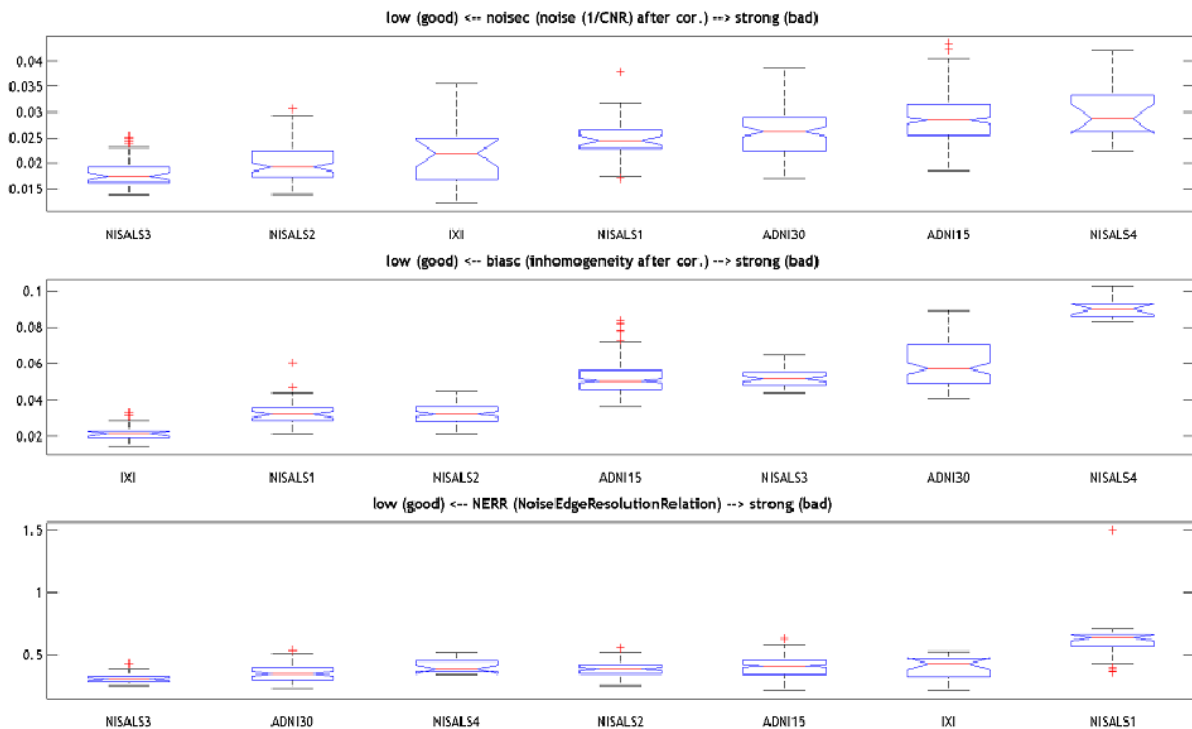 low (good) <-- noisec (noise (1/CNR) after cor.) --> strong (bad)
0.04
0.035
0.03
0.025
0.02
0.015
NISALS3 NISALS2 IXI NISALS1 ADNI30 ADNI15 NISALS4
low (good) <-- biasc (inhomogeneity after cor.) --> strong (bad)
0.1
0.08
0.06
0.04
0.02
IXI NISALS1 NISALS2 ADNI15 NISALS3 ADNI30 NISALS4
low (good) <-- NERR (NoiseEdgeResolutionRelation) --> strong (bad)
1.5
1
0.5
NISALS3 ADNI30 NISALS4 NISALS2 ADNI15 IXI NISALS1